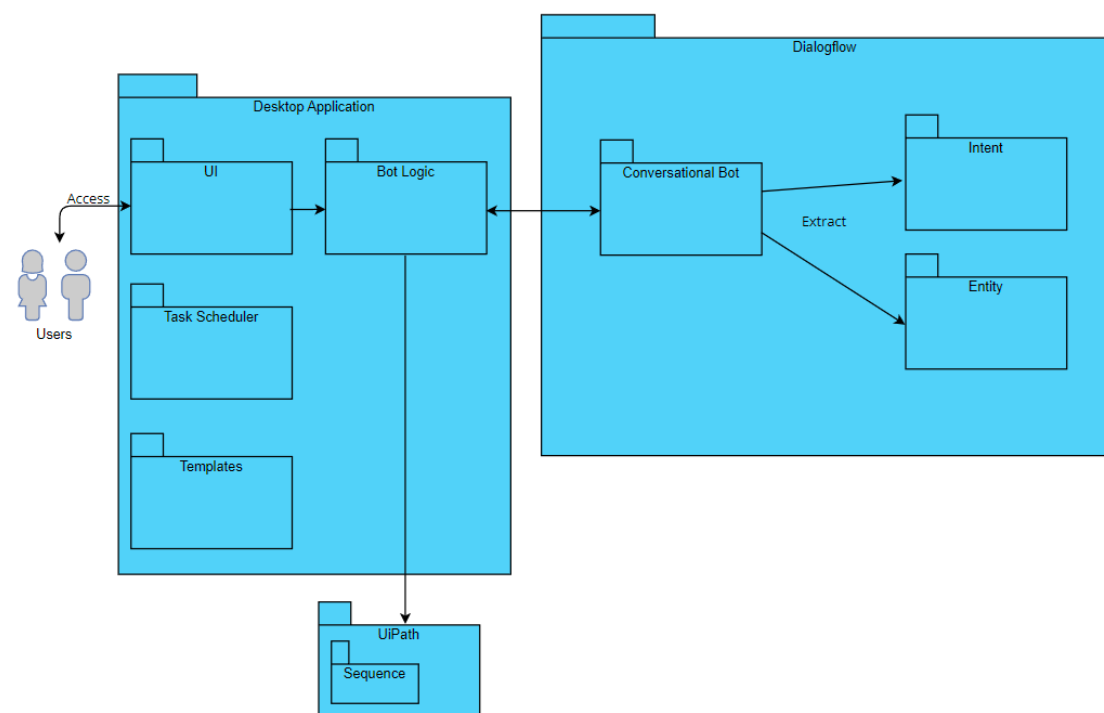 Dialogflow
Desktop Application
UI
Bot Logic
Conversational Bot
Intent
Access
Extract
Users
Task Scheduler
Entity
Templates
UiPath
Sequence